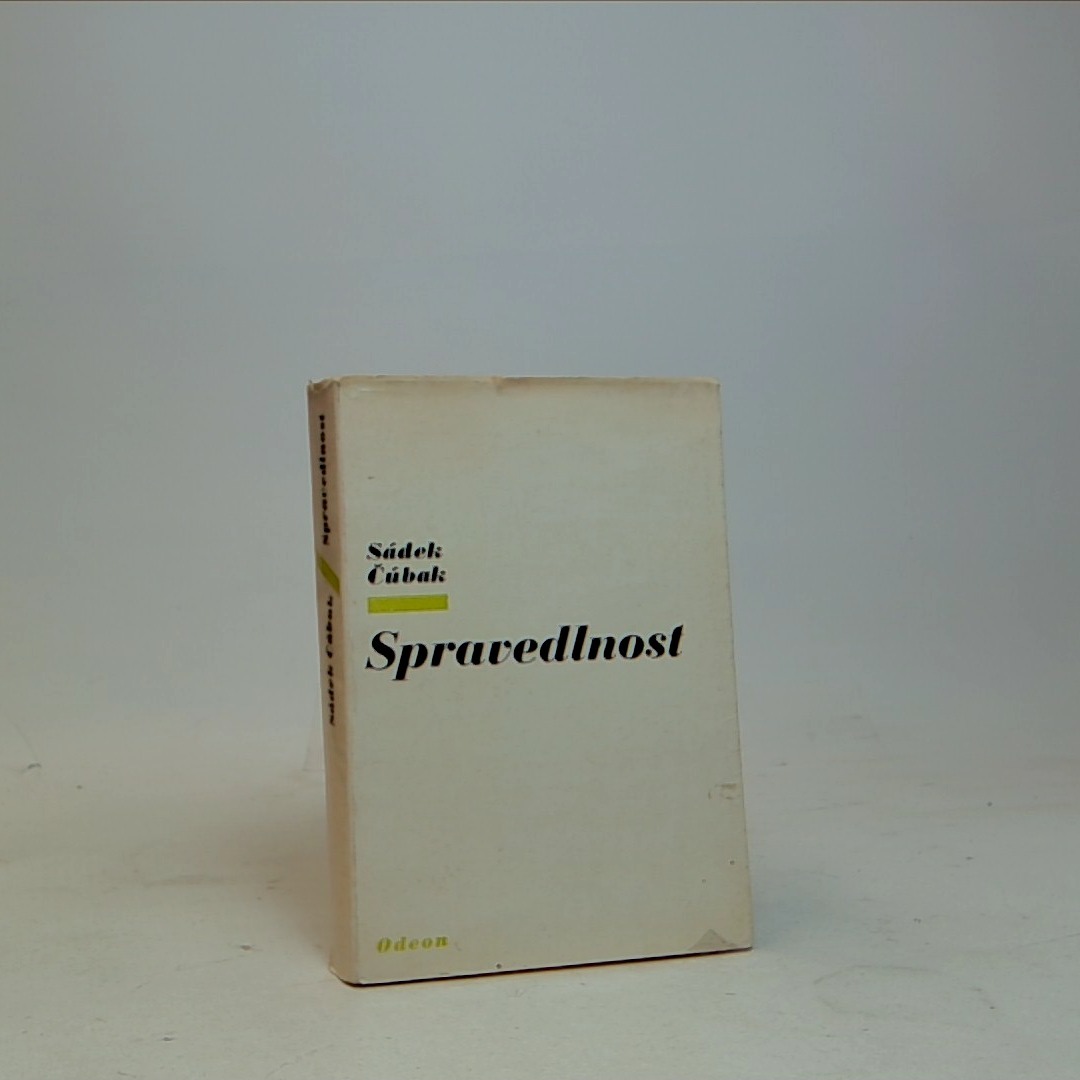 Sádek
Čúbak
Spravedlnost
Odeon
Sádek Čúbak Spravedlnost